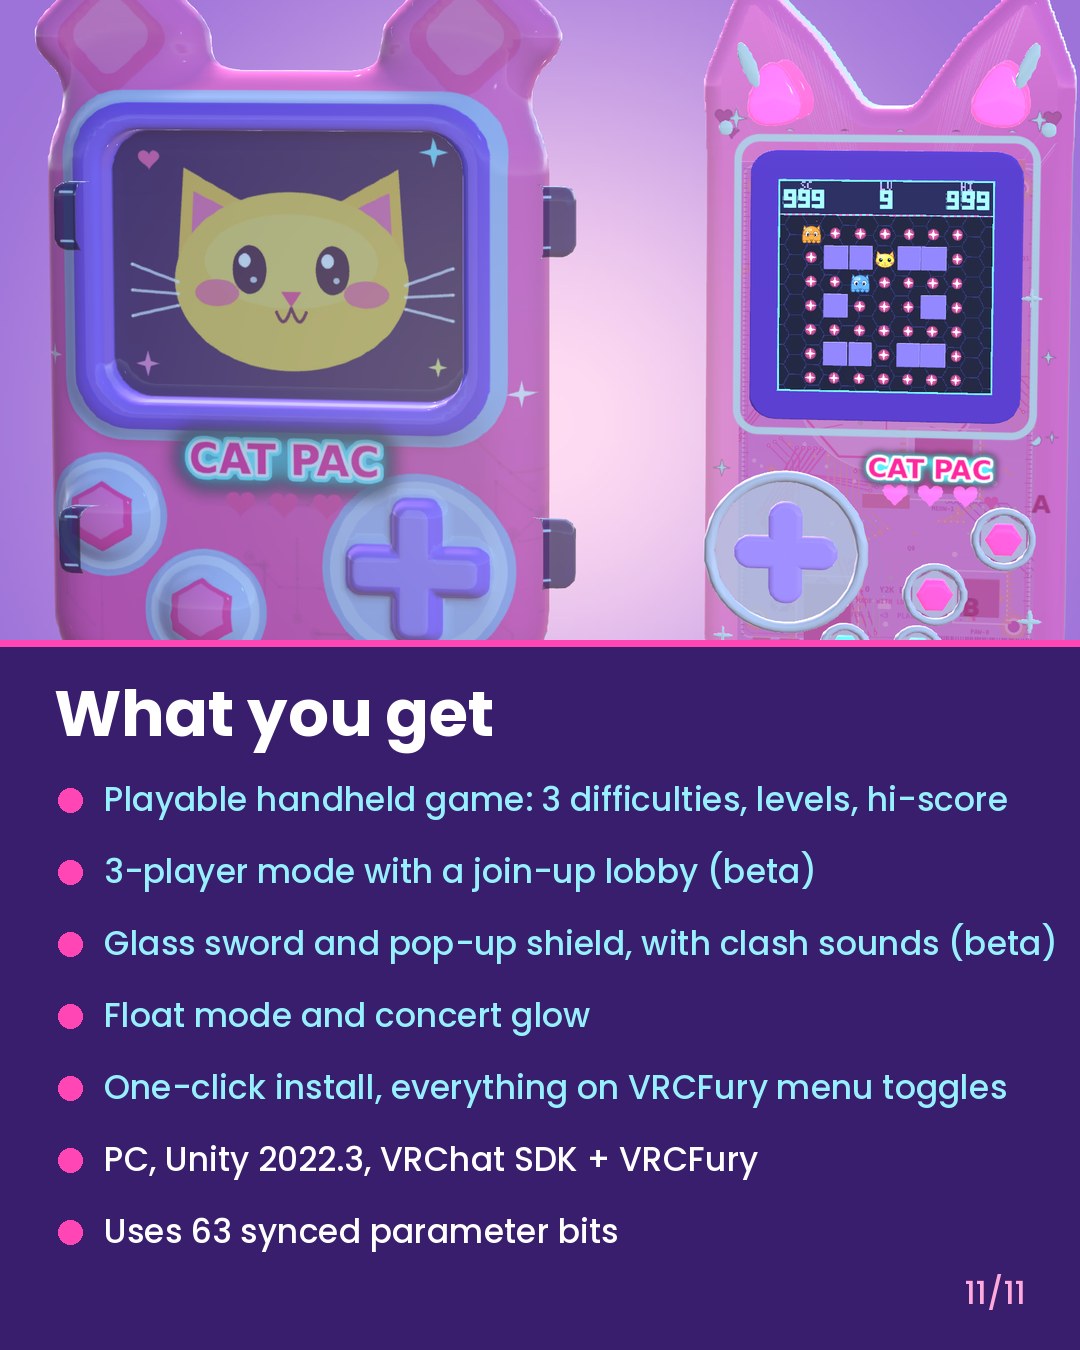 999 9 999
CAT PAC
CAT PAC
A
B
What you get
Playable handheld game: 3 difficulties, levels, hi-score
3-player mode with a join-up lobby (beta)
Glass sword and pop-up shield, with clash sounds (beta)
Float mode and concert glow
One-click install, everything on VRCFury menu toggles
PC, Unity 2022.3, VRChat SDK + VRCFury
Uses 63 synced parameter bits
11/11